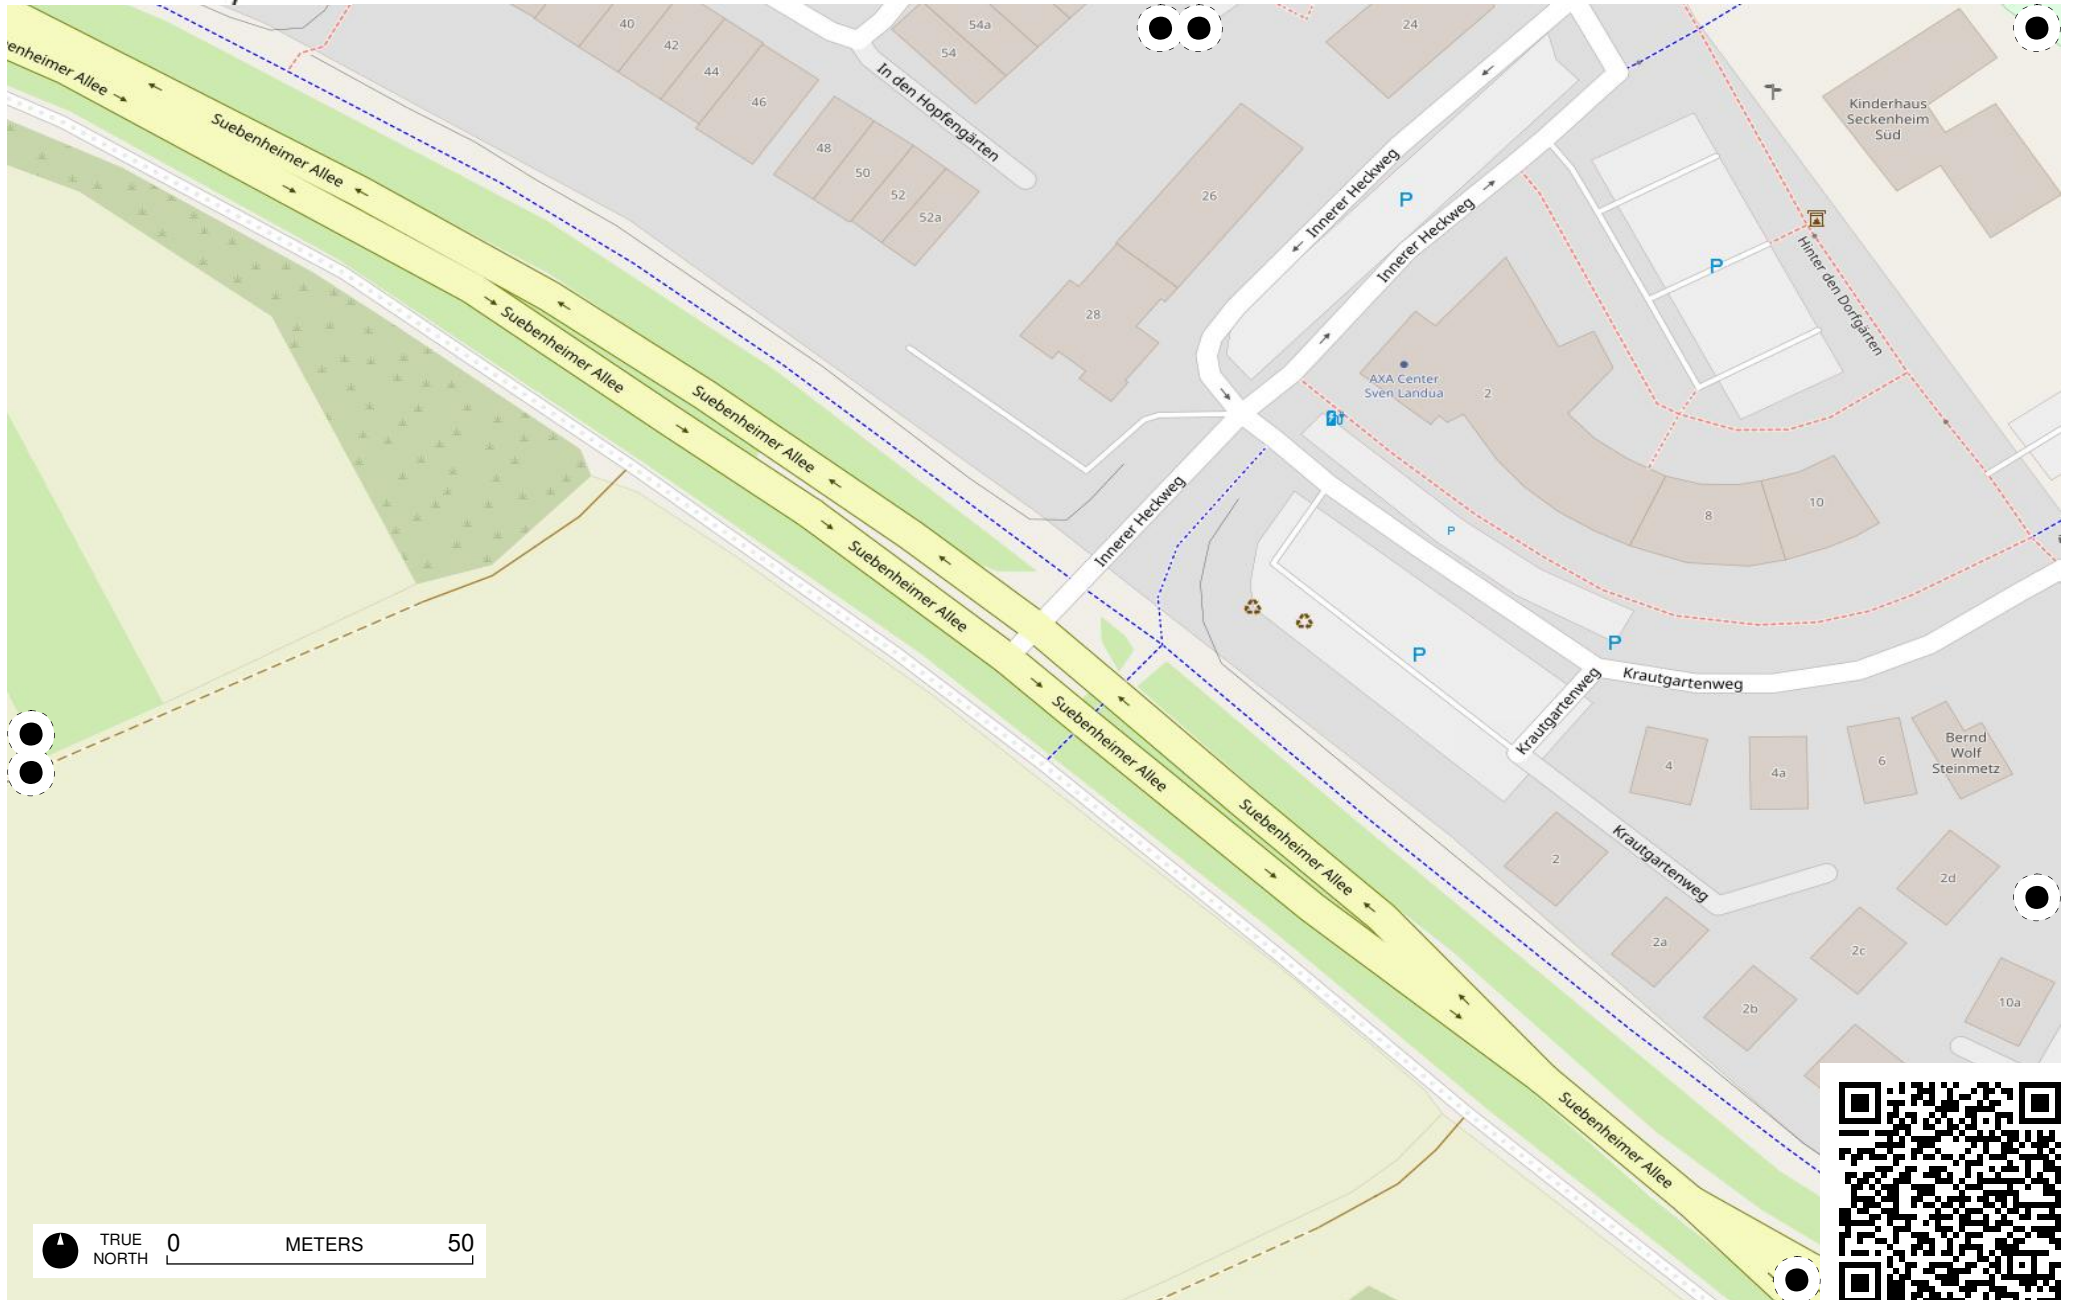 40
42
44
46
54a
54
24
In den Hopfengärten
enheimer Allee
Suebenheimer Allee
48
50
52
52a
26
28
Innerer Heckweg
P
Innerer Heckweg
P
Kinderhaus
Seckenheim
Süd
Hinter den Dorfgärten
Suebenheimer Allee
Suebenheimer Allee
AXA Center
Sven Landua
2
8
10
P
Innerer Heckweg
Suebenheimer Allee
P
P
Krautgartenweg
Krautgartenweg
Suebenheimer Allee
Suebenheimer Allee
4
4a
6
Bernd
Wolf
Steinmetz
Krautgartenweg
2
2d
2a
2c
2b
10a
Suebenheimer Allee
TRUE
NORTH
0
METERS
50